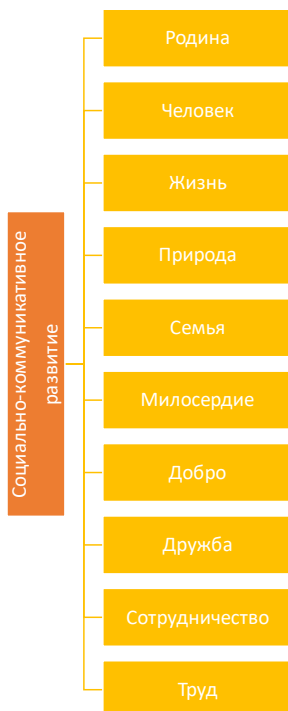 Социально-коммуникативное
развитие
Родина
Человек
Жизнь
Природа
Семья
Милосердие
Добро
Дружба
Сотрудничество
Труд